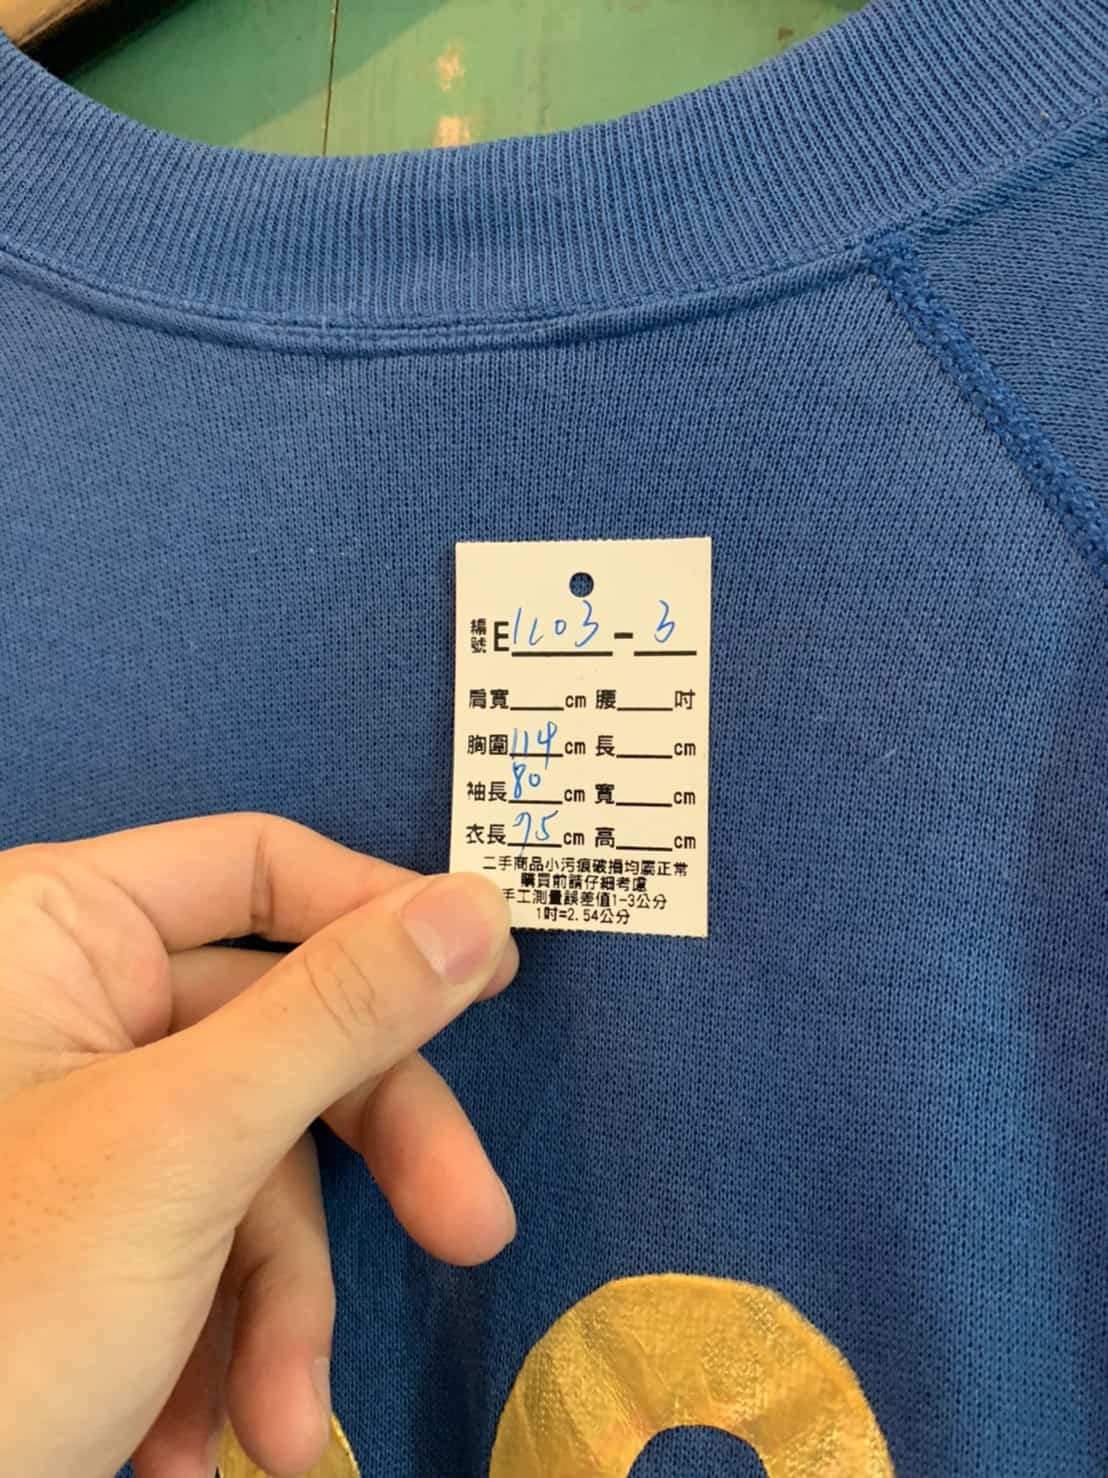 編號 E 1103 - 3
肩寬____cm 腰____吋
胸圍114cm 長____cm
袖長80cm 寬____cm
衣長75cm 高____cm
二手商品小污痕破損均屬正常
購買前請仔細考慮
手工測量誤差值1-3公分
1吋=2.54公分